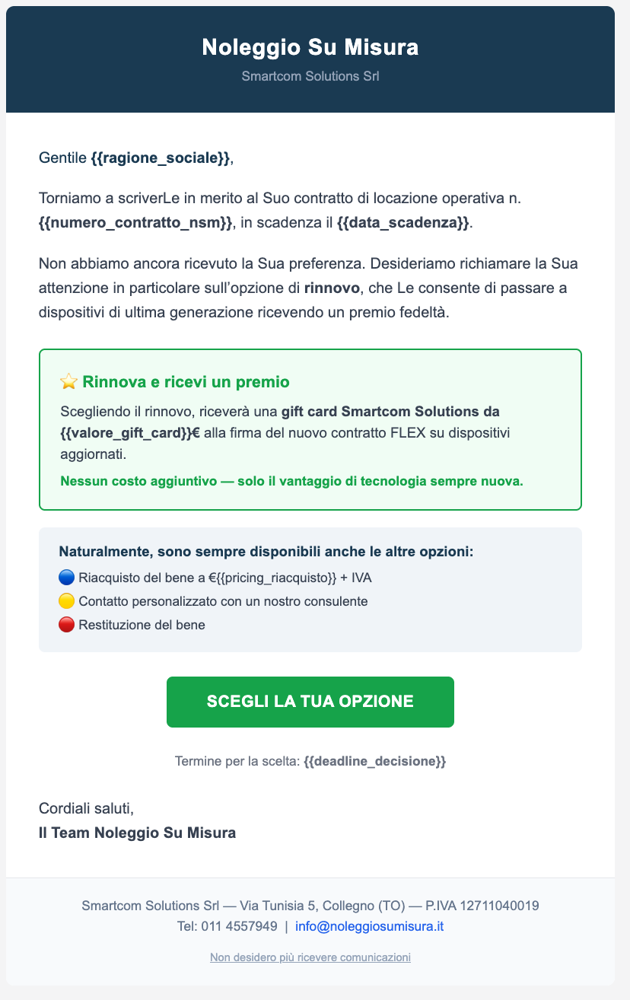 Noleggio Su Misura
Smartcom Solutions Srl
Gentile {{ragione_sociale}},
Torniamo a scriverLe in merito al Suo contratto di locazione operativa n.
{{numero_contratto_nsm}}, in scadenza il {{data_scadenza}}.
Non abbiamo ancora ricevuto la Sua preferenza. Desideriamo richiamare la Sua
attenzione in particolare sull’opzione di rinnovo, che Le consente di passare a
dispositivi di ultima generazione ricevendo un premio fedeltà.
⭐ Rinnova e ricevi un premio
Scegliendo il rinnovo, riceverà una gift card Smartcom Solutions da
{{valore_gift_card}}€ alla firma del nuovo contratto FLEX su dispositivi
aggiornati.
Nessun costo aggiuntivo — solo il vantaggio di tecnologia sempre nuova.
Naturalmente, sono sempre disponibili anche le altre opzioni:
🔵 Riacquisto del bene a €{{pricing_riacquisto}} + IVA
🟡 Contatto personalizzato con un nostro consulente
🔴 Restituzione del bene
SCEGLI LA TUA OPZIONE
Termine per la scelta: {{deadline_decisione}}
Cordiali saluti,
Il Team Noleggio Su Misura
Smartcom Solutions Srl — Via Tunisia 5, Collegno (TO) — P.IVA 12711040019
Tel: 011 4557949 | info@noleggiosumisura.it
Non desidero più ricevere comunicazioni